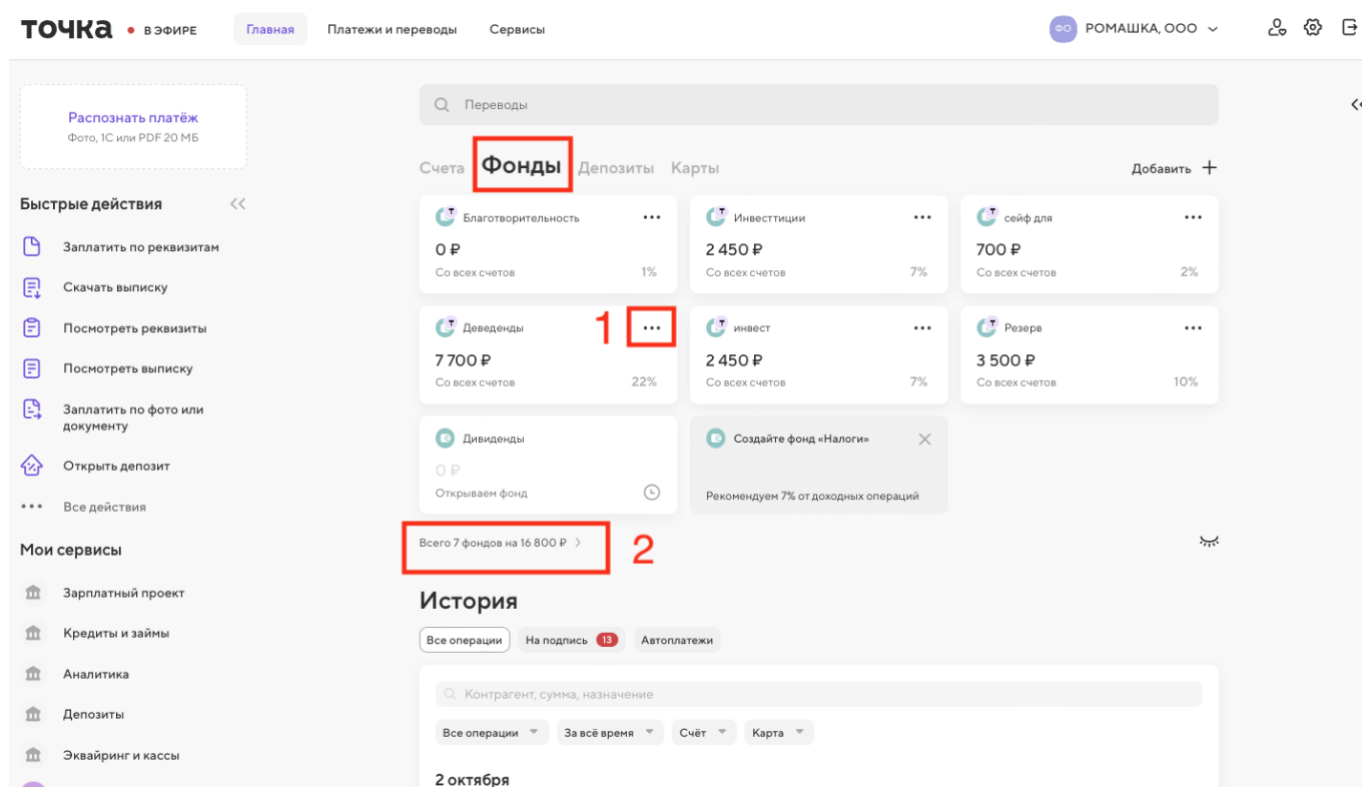 точка • В ЭФИРЕ Главная Платежи и переводы Сервисы ФО РОМАШКА, ООО
Распознать платёж
Фото, 1С или PDF 20 МБ
Быстрые действия
Заплатить по реквизитам
Скачать выписку
Посмотреть реквизиты
Посмотреть выписку
Заплатить по фото или
документу
Открыть депозит
Все действия
Мои сервисы
Зарплатный проект
Кредиты и займы
Аналитика
Депозиты
Эквайринг и кассы
Переводы
Счета Фонды Депозиты Карты Добавить +
Благотворительность
0 ₽
Со всех счетов 1%
Инвесттиции
2 450 ₽
Со всех счетов 7%
сейф для
700 ₽
Со всех счетов 2%
Деведенды 1
7 700 ₽
Со всех счетов 22%
инвест
2 450 ₽
Со всех счетов 7%
Резерв
3 500 ₽
Со всех счетов 10%
Дивиденды
0 ₽
Открываем фонд
Создайте фонд «Налоги»
Рекомендуем 7% от доходных операций
Всего 7 фондов на 16 800 ₽ 2
История
Все операции На подпись 13 Автоплатежи
Контрагент, сумма, назначение
Все операции За всё время Счёт Карта
2 октября